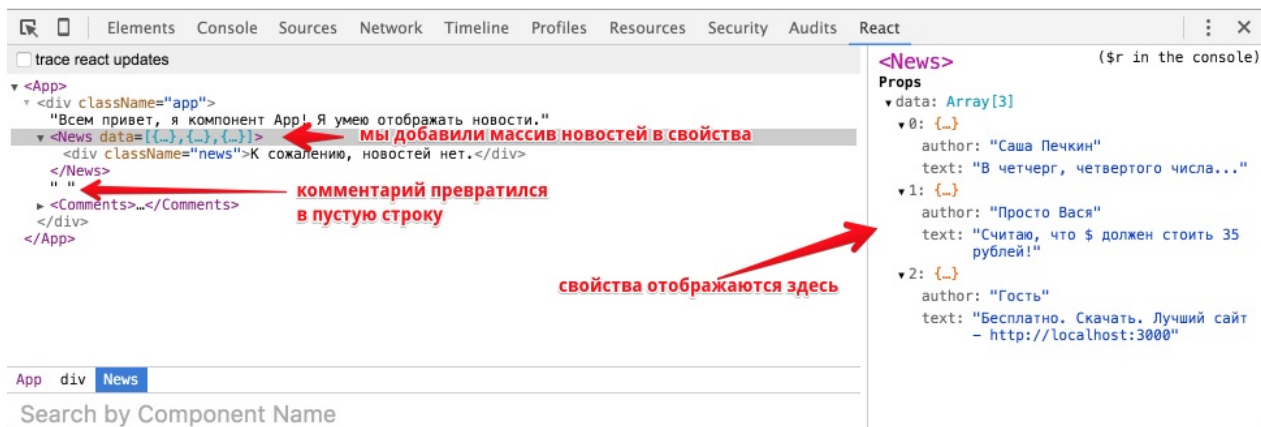 Elements Console Sources Network Timeline Profiles Resources Security Audits React
trace react updates
<App>
<div className="app">
"Всем привет, я компонент App! Я умею отображать новости."
<News data=[{…},{…},{…}]>
мы добавили массив новостей в свойства
<div className="news">К сожалению, новостей нет.</div>
</News>
" "
комментарий превратился
в пустую строку
<Comments>…</Comments>
</div>
</App>
свойства отображаются здесь
App div News
Search by Component Name
<News>
($r in the console)
Props
data: Array[3]
0: {…}
author: "Саша Печкин"
text: "В четчерг, четвертого числа..."
1: {…}
author: "Просто Вася"
text: "Считаю, что $ должен стоить 35
рублей!"
2: {…}
author: "Гость"
text: "Бесплатно. Скачать. Лучший сайт
– http://localhost:3000"